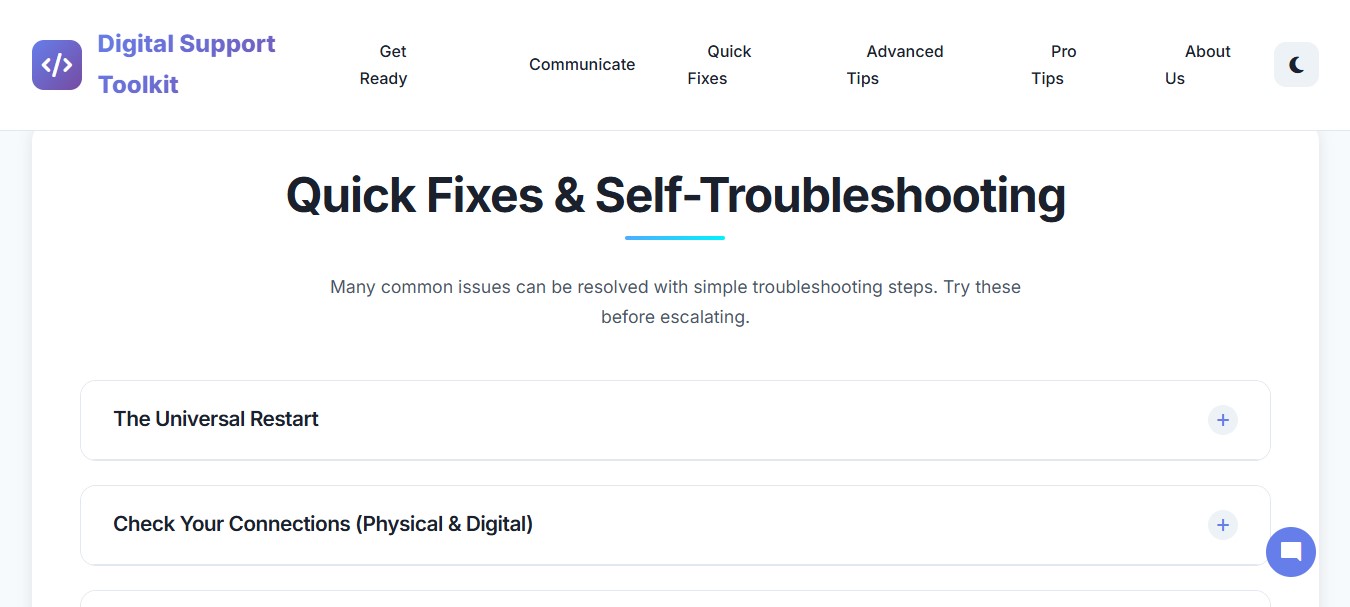 Digital Support
Toolkit
Get
Ready
Communicate
Quick
Fixes
Advanced
Tips
Pro
Tips
About
Us
Quick Fixes & Self-Troubleshooting
Many common issues can be resolved with simple troubleshooting steps. Try these
before escalating.
The Universal Restart
Check Your Connections (Physical & Digital)